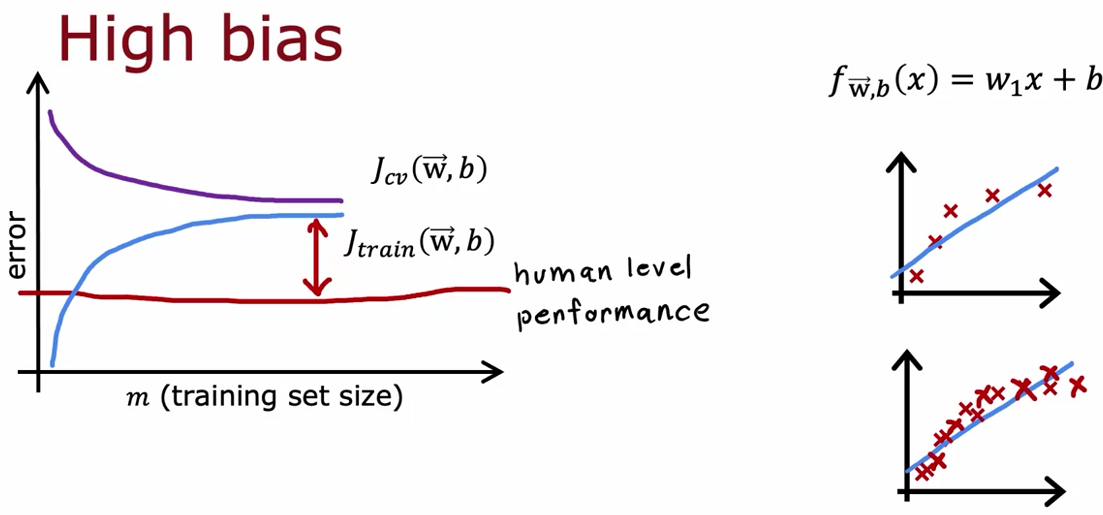 High bias
f_{\vec{w},b}(x) = w_1x + b
J_{cv}(\vec{w}, b)
J_{train}(\vec{w}, b)
error
human level
performance
m (training set size)